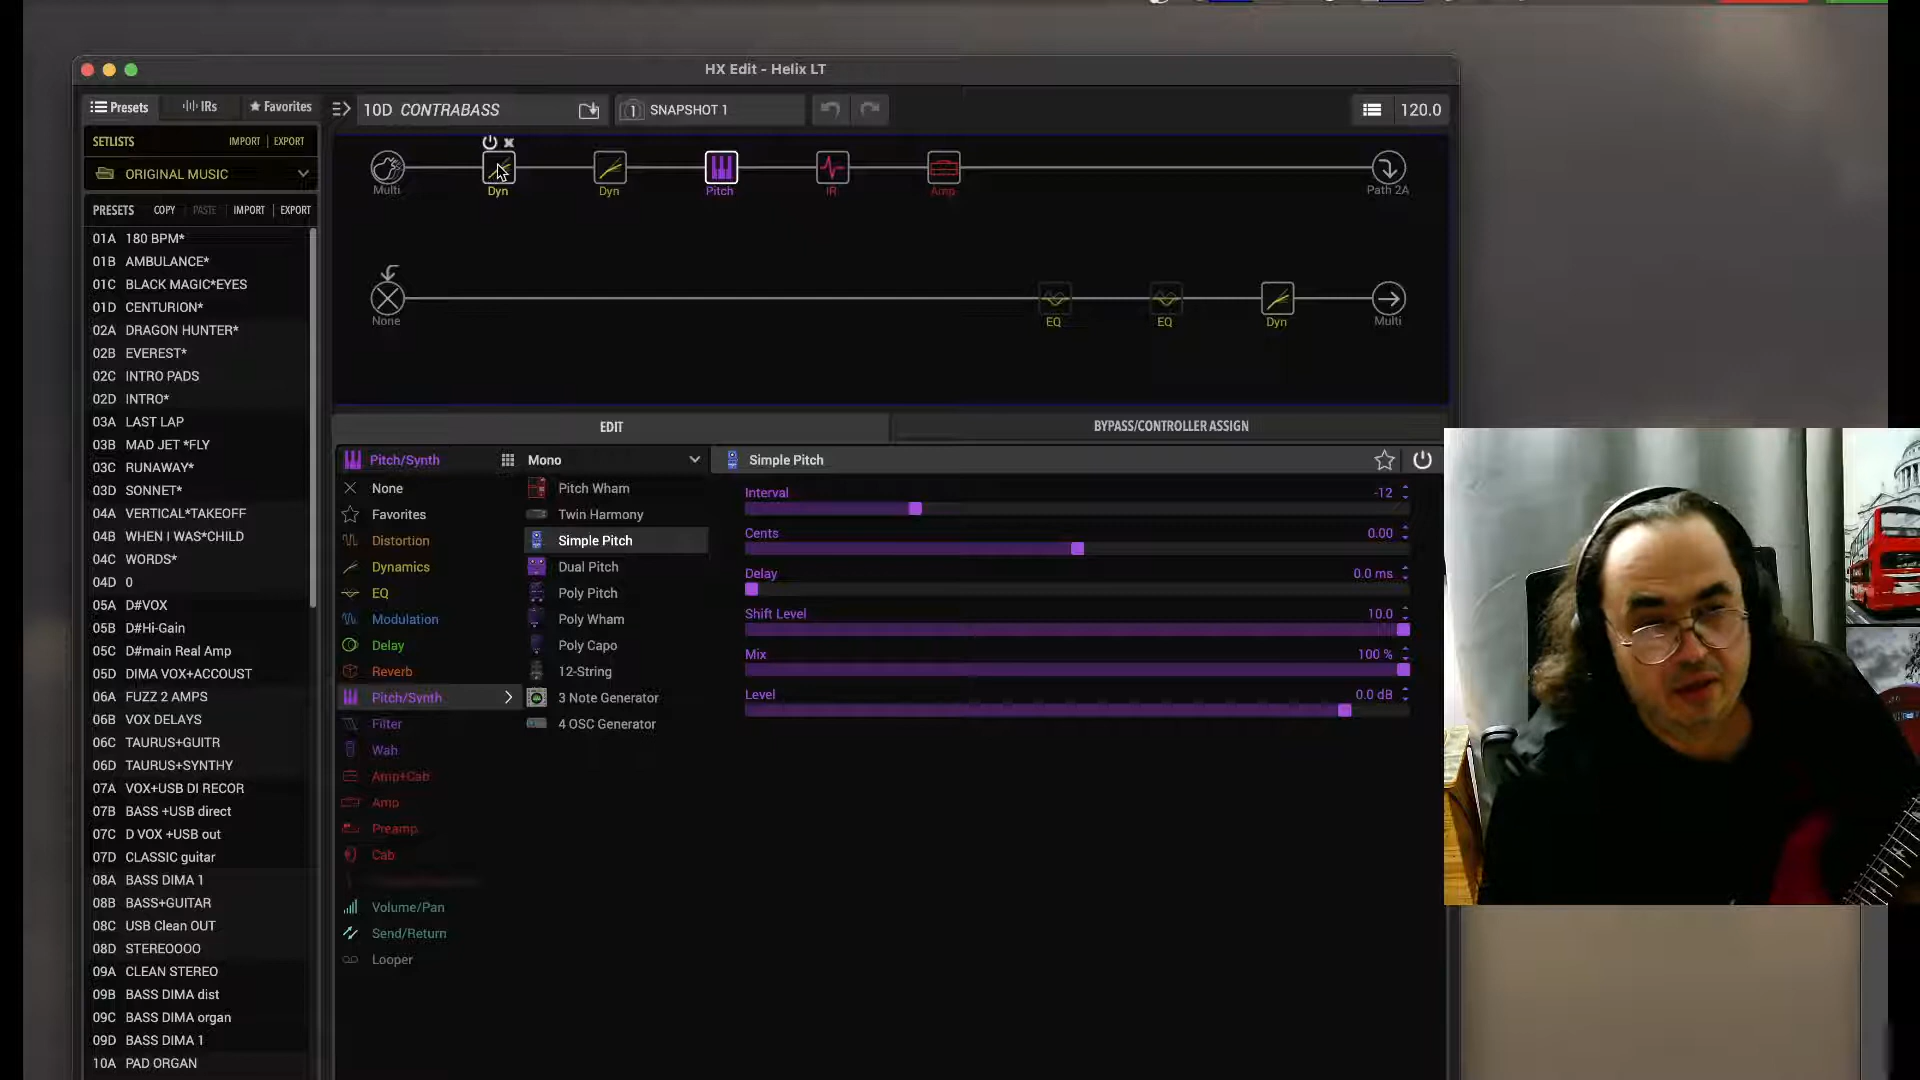 HX Edit - Helix LT
Presets
IRs
Favorites
10D CONTRABASS
1
SNAPSHOT 1
120.0
SETLISTS
IMPORT
EXPORT
ORIGINAL MUSIC
PRESETS
COPY
PASTE
IMPORT
EXPORT
01A 180 BPM*
01B AMBULANCE*
01C BLACK MAGIC*EYES
01D CENTURION*
02A DRAGON HUNTER*
02B EVEREST*
02C INTRO PADS
02D INTRO*
03A LAST LAP
03B MAD JET *FLY
03C RUNAWAY*
03D SONNET*
04A VERTICAL*TAKEOFF
04B WHEN I WAS*CHILD
04C WORDS*
04D 0
05A D#VOX
05B D#Hi-Gain
05C D#main Real Amp
05D DIMA VOX+ACCOUST
06A FUZZ 2 AMPS
06B VOX DELAYS
06C TAURUS+GUITR
06D TAURUS+SYNTHY
07A VOX+USB DI RECOR
07B BASS +USB direct
07C D VOX +USB out
07D CLASSIC guitar
08A BASS DIMA 1
08B BASS+GUITAR
08C USB Clean OUT
08D STEREOOOO
09A CLEAN STEREO
09B BASS DIMA dist
09C BASS DIMA organ
09D BASS DIMA 1
10A PAD ORGAN
Multi
Dyn
Dyn
Pitch
IR
Amp
Path 2A
None
EQ
EQ
Dyn
Multi
EDIT
BYPASS/CONTROLLER ASSIGN
Pitch/Synth
Mono
Simple Pitch
None
Favorites
Distortion
Dynamics
EQ
Modulation
Delay
Reverb
Pitch/Synth
Filter
Wah
Amp+Cab
Amp
Preamp
Cab
Volume/Pan
Send/Return
Looper
Pitch Wham
Twin Harmony
Simple Pitch
Dual Pitch
Poly Pitch
Poly Wham
Poly Capo
12-String
3 Note Generator
4 OSC Generator
Interval
-12
Cents
0.00
Delay
0.0 ms
Shift Level
10.0
Mix
100 %
Level
0.0 dB